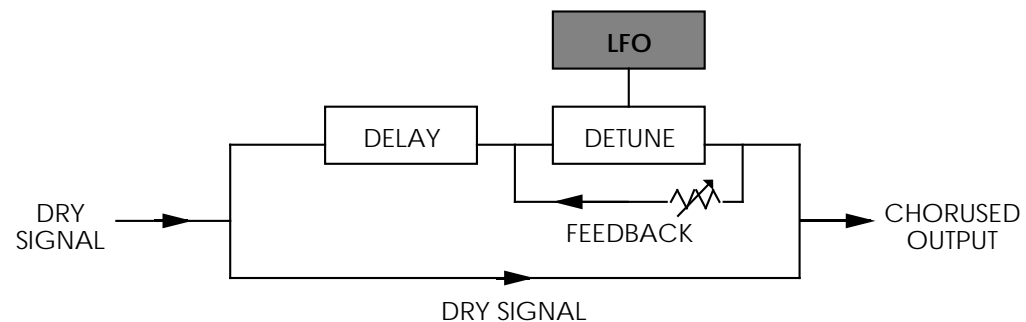 LFO
DELAY
DETUNE
FEEDBACK
DRY
SIGNAL
CHORUSED
OUTPUT
DRY SIGNAL